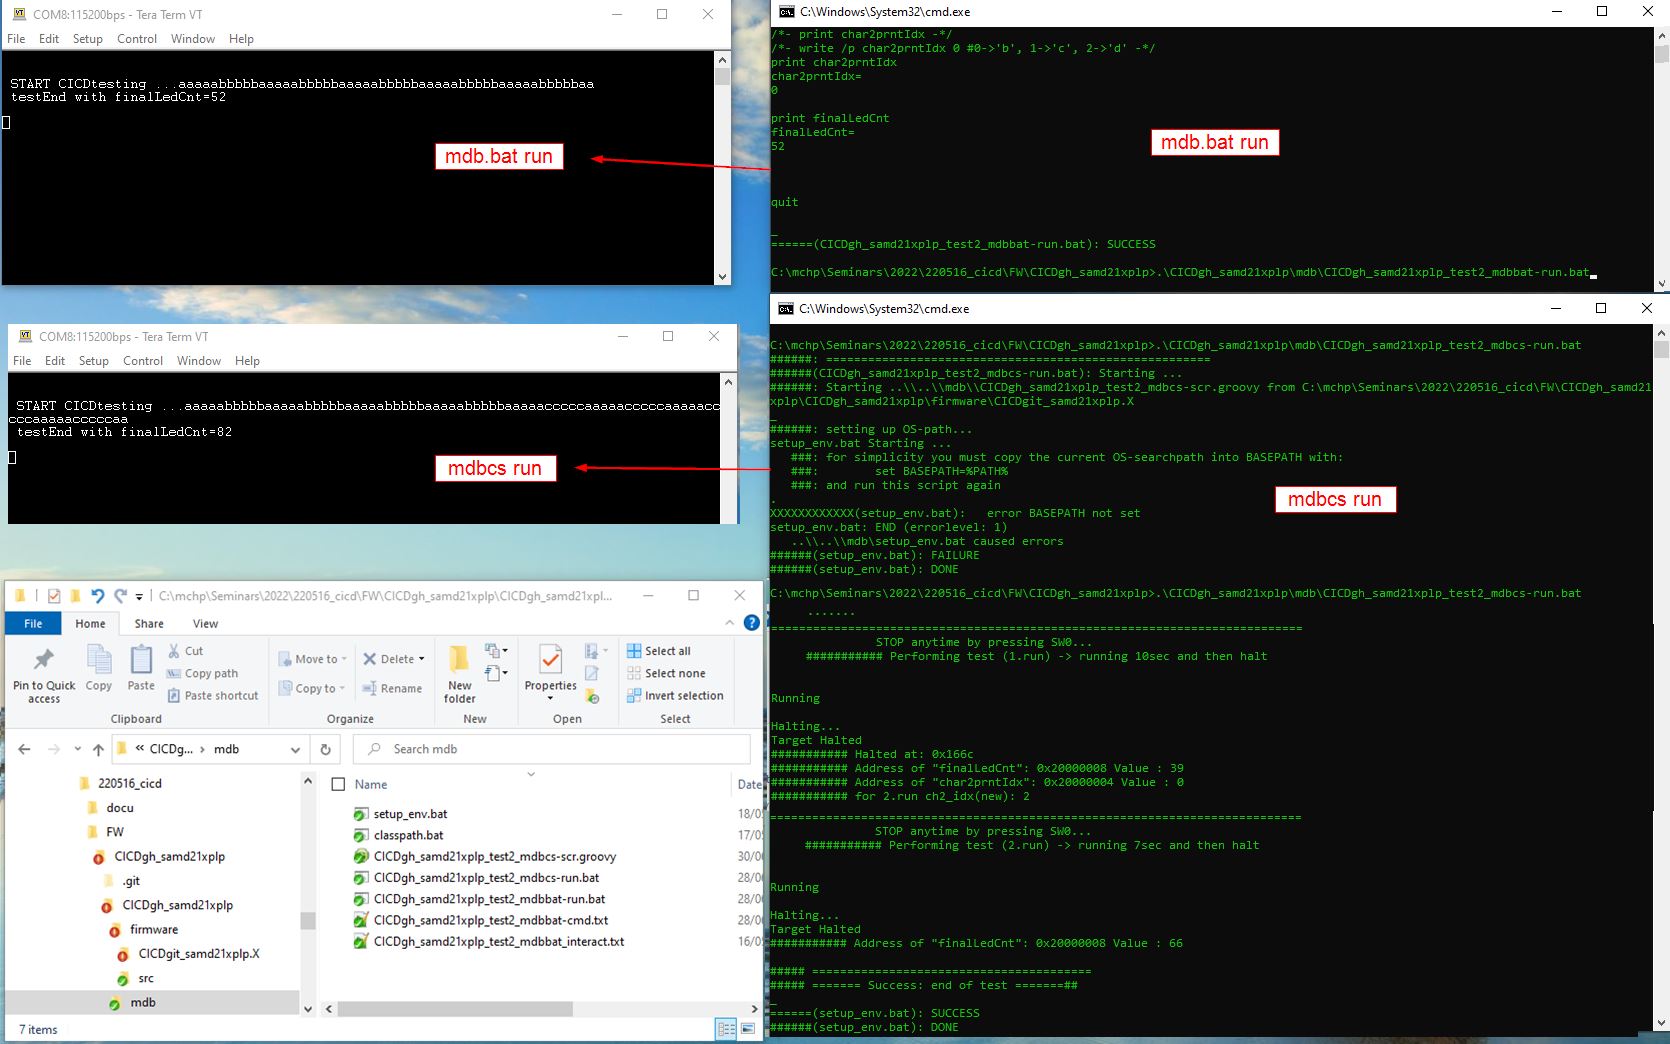 COM8:115200bps - Tera Term VT
File Edit Setup Control Window Help
START CICDtesting ...aaaaabbbbbaaaaabbbbbaaaaabbbbbaaaaabbbbbaaaaabbbbbaa
testEnd with finalLedCnt=52
mdb.bat run
C:\Windows\System32\cmd.exe
/*- print char2prntIdx -*/
/*- write /p char2prntIdx 0 #0->'b', 1->'c', 2->'d' -*/
print char2prntIdx
char2prntIdx=
0
print finalLedCnt
finalLedCnt=
52
mdb.bat run
quit
_
======(CICDgh_samd21xplp_test2_mdbbat-run.bat): SUCCESS
C:\mchp\Seminars\2022\220516_cicd\FW\CICDgh_samd21xplp>.\CICDgh_samd21xplp\mdb\CICDgh_samd21xplp_test2_mdbbat-run.bat
COM8:115200bps - Tera Term VT
File Edit Setup Control Window Help
START CICDtesting ...aaaaabbbbbaaaaabbbbbaaaaabbbbbaaaaabbbbbaaaaacccccaaaaacccccaaaaacc
cccaaaaacccccaa
testEnd with finalLedCnt=82
mdbcs run
C:\Windows\System32\cmd.exe
C:\mchp\Seminars\2022\220516_cicd\FW\CICDgh_samd21xplp>.\CICDgh_samd21xplp\mdb\CICDgh_samd21xplp_test2_mdbcs-run.bat
######: =======================================================
######(CICDgh_samd21xplp_test2_mdbcs-run.bat): Starting ...
######: Starting ..\\..\\mdb\\CICDgh_samd21xplp_test2_mdbcs-scr.groovy from C:\mchp\Seminars\2022\220516_cicd\FW\CICDgh_samd21
xplp\CICDgh_samd21xplp\firmware\CICDgit_samd21xplp.X
_
######: setting up OS-path...
setup_env.bat Starting ...
###: for simplicity you must copy the current OS-searchpath into BASEPATH with:
###: set BASEPATH=%PATH%
###: and run this script again
.
XXXXXXXXXXXX(setup_env.bat): error BASEPATH not set
setup_env.bat: END (errorlevel: 1)
..\\..\\mdb\setup_env.bat caused errors
######(setup_env.bat): FAILURE
######(setup_env.bat): DONE
mdbcs run
C:\mchp\Seminars\2022\220516_cicd\FW\CICDgh_samd21xplp>.\CICDgh_samd21xplp\mdb\CICDgh_samd21xplp_test2_mdbcs-run.bat
.......
============================================================================
STOP anytime by pressing SW0...
########### Performing test (1.run) -> running 10sec and then halt
Running
Halting...
Target Halted
########### Halted at: 0x166c
########### Address of "finalLedCnt": 0x20000008 Value : 39
########### Address of "char2prntIdx": 0x20000004 Value : 0
########### for 2.run ch2_idx(new): 2
============================================================================
STOP anytime by pressing SW0...
########### Performing test (2.run) -> running 7sec and then halt
Running
Halting...
Target Halted
########### Address of "finalLedCnt": 0x20000008 Value : 66
##### ========================================
##### ======= Success: end of test =======##
_
======(setup_env.bat): SUCCESS
######(setup_env.bat): DONE
C:\mchp\Seminars\2022\220516_cicd\FW\CICDgh_samd21xplp\CICDgh_samd21xpl...
File Home Share View
Pin to Quick access
Copy
Paste
Cut
Copy path
Paste shortcut
Clipboard
Move to
Copy to
Delete
Rename
Organize
New folder
New
Properties
Open
Select all
Select none
Invert selection
Select
« CICDg... › mdb
Search mdb
220516_cicd
docu
FW
CICDgh_samd21xplp
.git
CICDgh_samd21xplp
firmware
CICDgit_samd21xplp.X
src
mdb
Name Date
setup_env.bat 18/0
classpath.bat 17/0
CICDgh_samd21xplp_test2_mdbcs-scr.groovy 30/0
CICDgh_samd21xplp_test2_mdbcs-run.bat 28/0
CICDgh_samd21xplp_test2_mdbbat-run.bat 28/0
CICDgh_samd21xplp_test2_mdbbat-cmd.txt 28/0
CICDgh_samd21xplp_test2_mdbbat_interact.txt 16/0
7 items